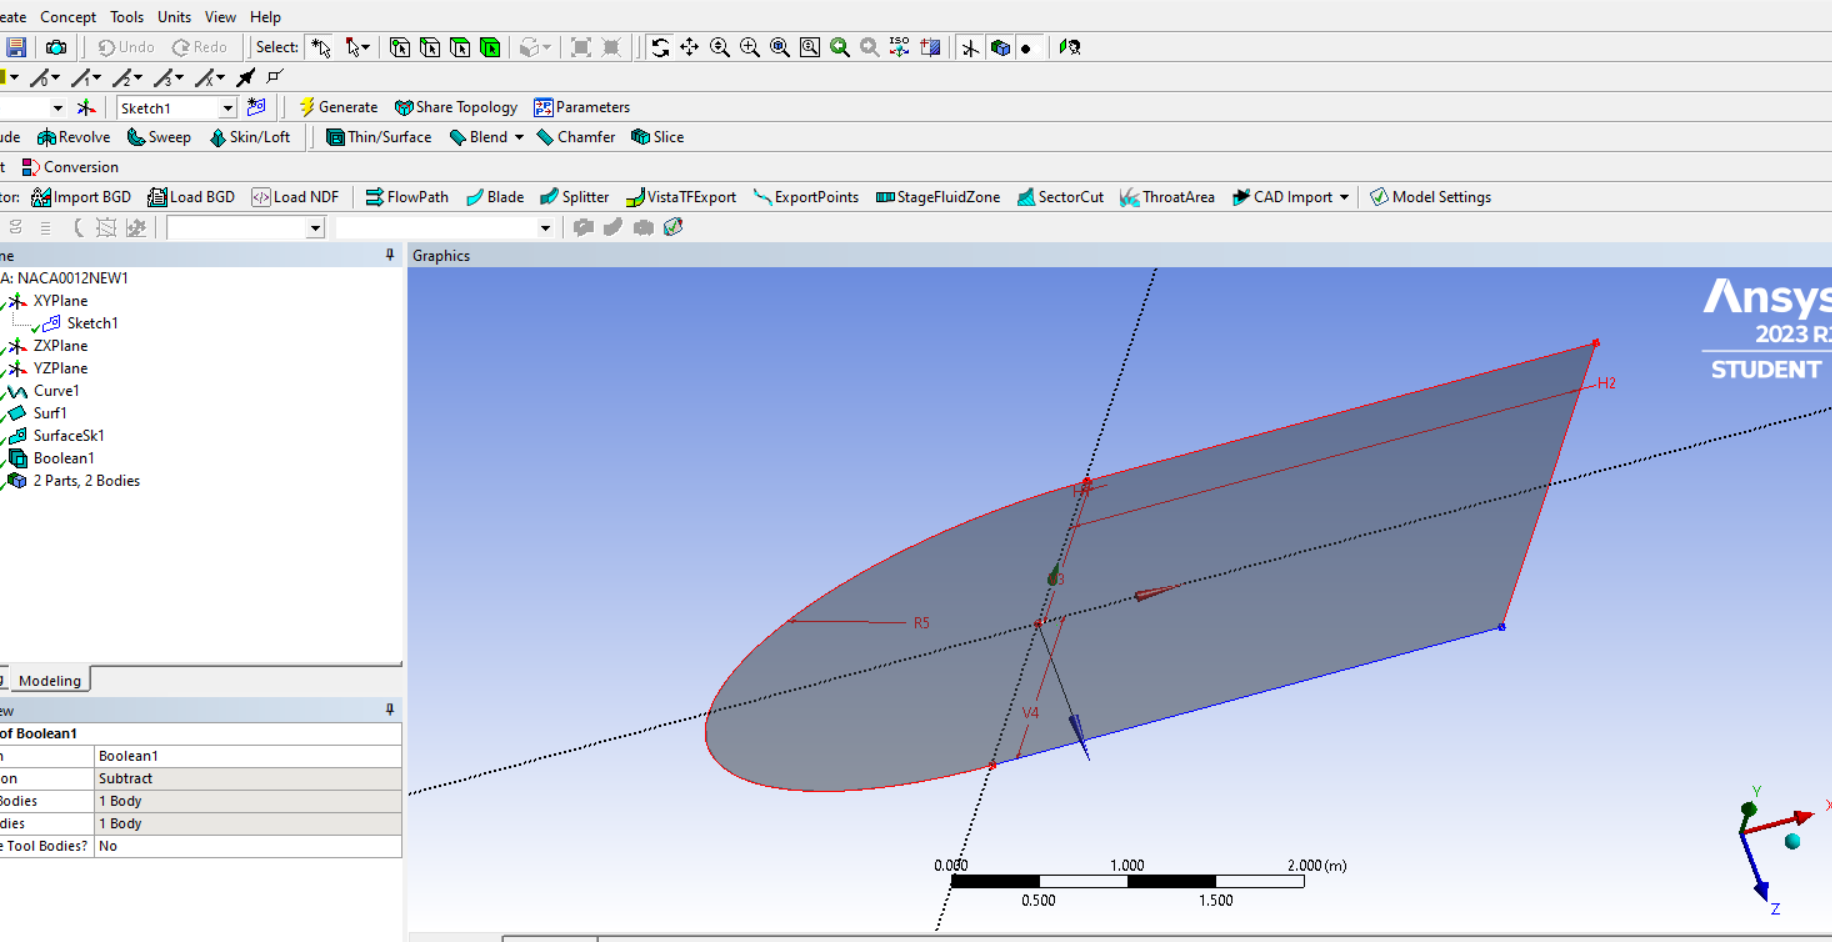 eate Concept Tools Units View Help
Undo Redo Select: ISO
Sketch1 Generate Share Topology Parameters
ude Revolve Sweep Skin/Loft Thin/Surface Blend Chamfer Slice
t Conversion
tor: Import BGD Load BGD Load NDF FlowPath Blade Splitter VistaTFExport ExportPoints StageFluidZone SectorCut ThroatArea CAD Import Model Settings
ne
Graphics
A: NACA0012NEW1
XYPlane
Sketch1
ZXPlane
YZPlane
Curve1
Surf1
SurfaceSk1
Boolean1
2 Parts, 2 Bodies
g Modeling
ew
of Boolean1
n Boolean1
on Subtract
Bodies 1 Body
dies 1 Body
e Tool Bodies? No
Ansys
2023 R
STUDENT
H2
R5
V4
0.000 1.000 2.000 (m)
0.500 1.500
Y
X
Z